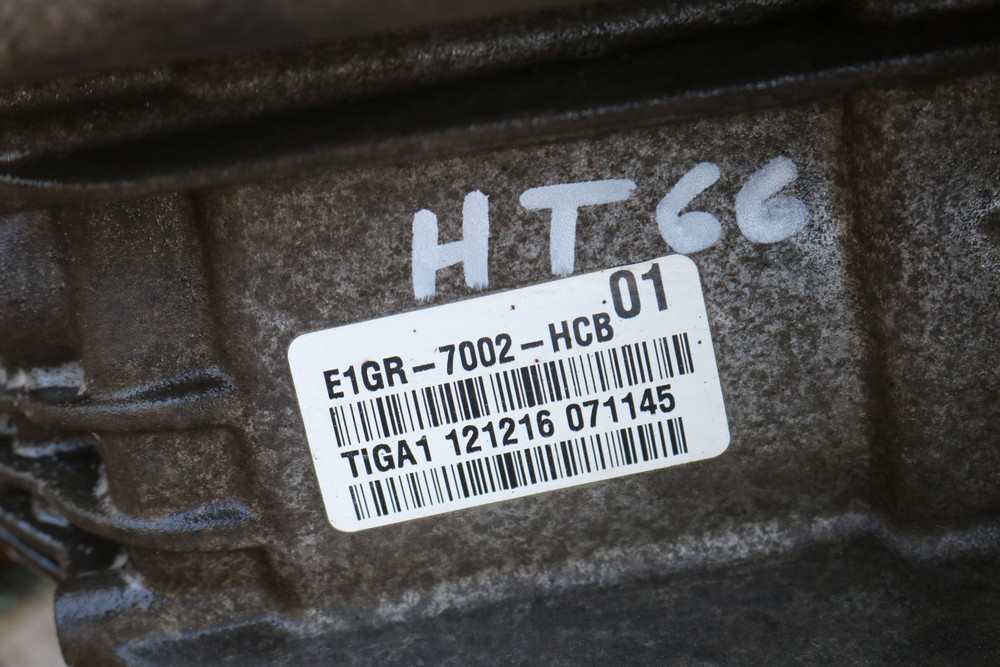 HT66
01
E1GR-7002-HCB
TIGA1 121216 071145